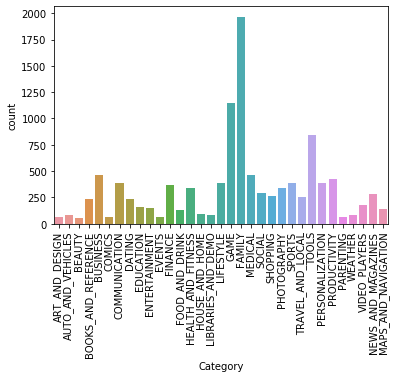 2000
1750
1500
1250
1000
750
500
250
0
count
ART_AND_DESIGN
AUTO_AND_VEHICLES
BEAUTY
BOOKS_AND_REFERENCE
BUSINESS
COMICS
COMMUNICATION
DATING
EDUCATION
ENTERTAINMENT
EVENTS
FINANCE
FOOD_AND_DRINK
HEALTH_AND_FITNESS
HOUSE_AND_HOME
LIBRARIES_AND_DEMO
LIFESTYLE
GAME
FAMILY
MEDICAL
SOCIAL
SHOPPING
PHOTOGRAPHY
SPORTS
TRAVEL_AND_LOCAL
TOOLS
PERSONALIZATION
PRODUCTIVITY
PARENTING
WEATHER
VIDEO_PLAYERS
NEWS_AND_MAGAZINES
MAPS_AND_NAVIGATION
Category